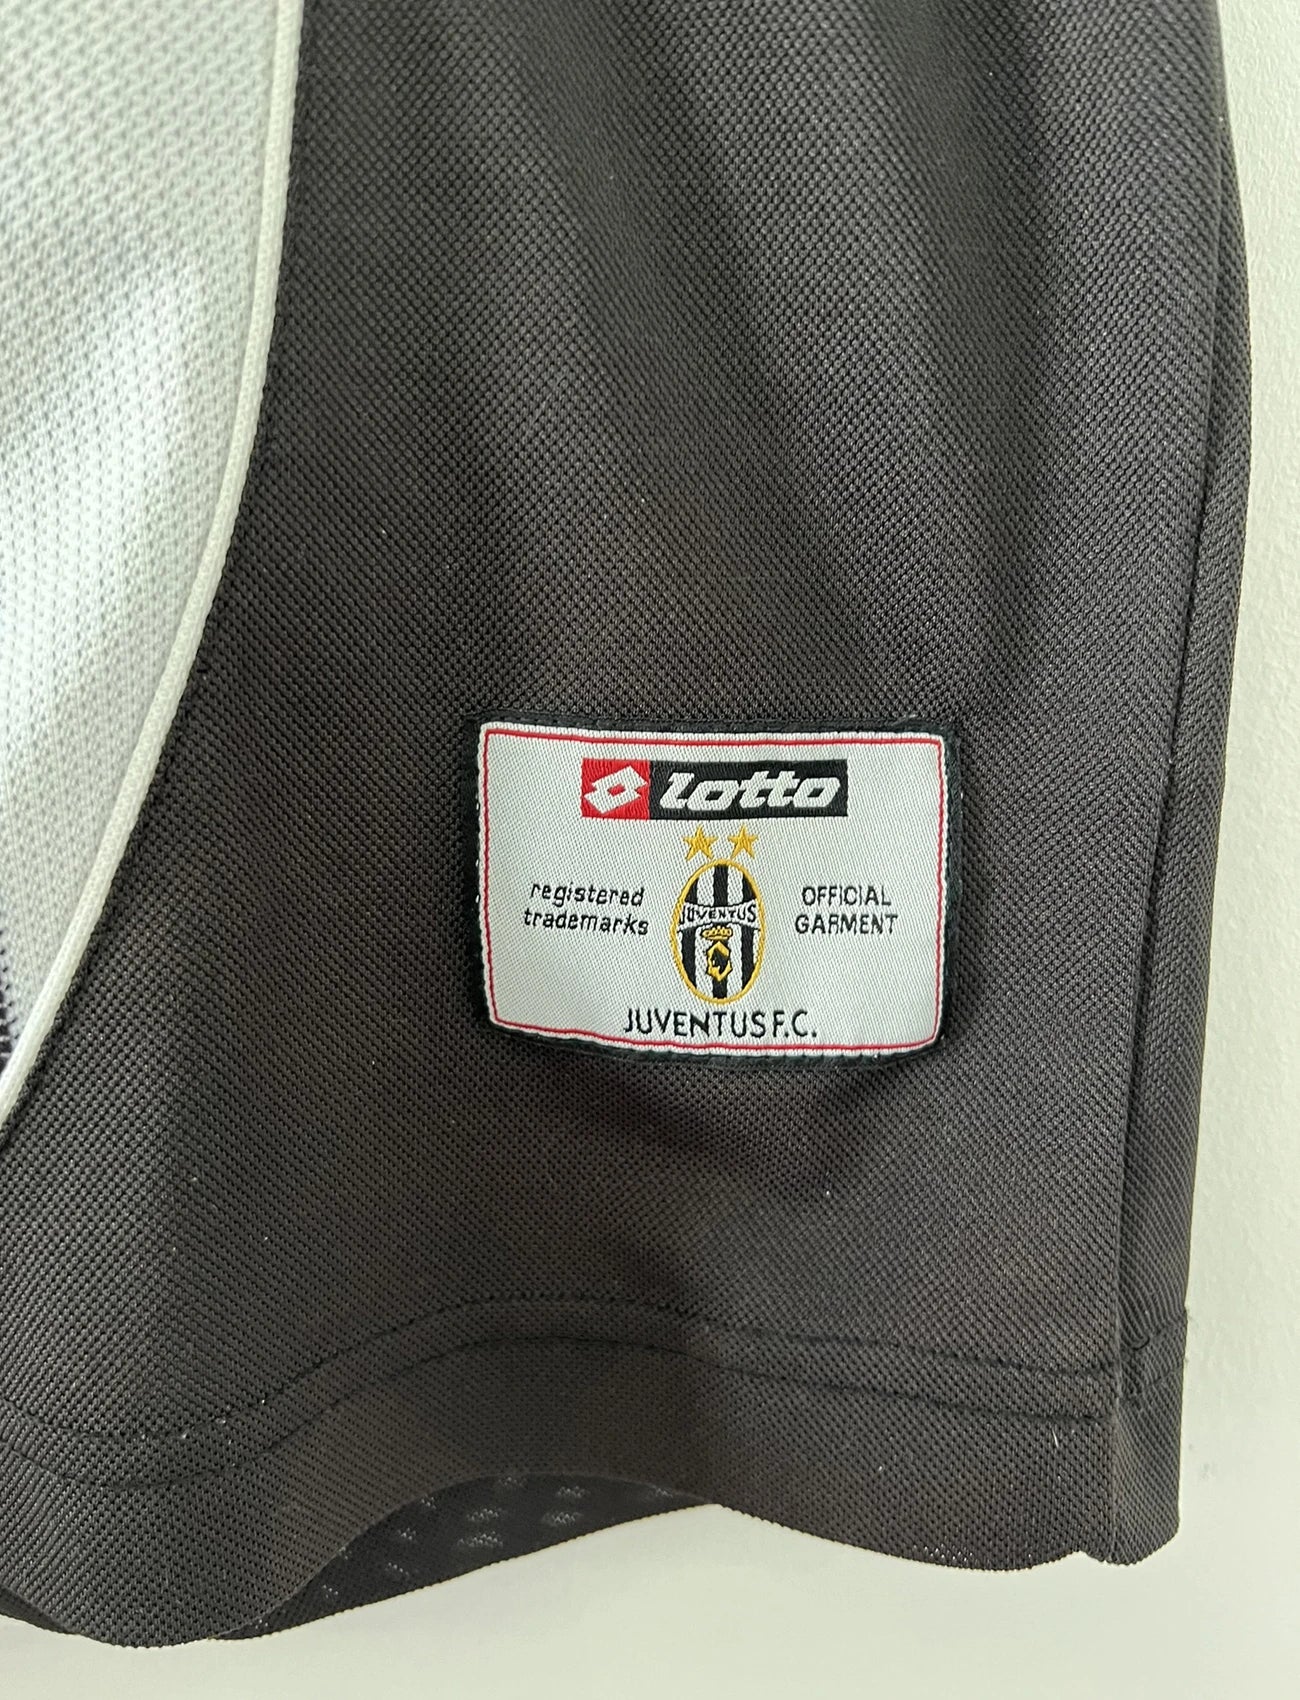 Lotto
registered
trademarks
OFFICIAL
GARMENT
JUVENTUS
JUVENTUS F.C.